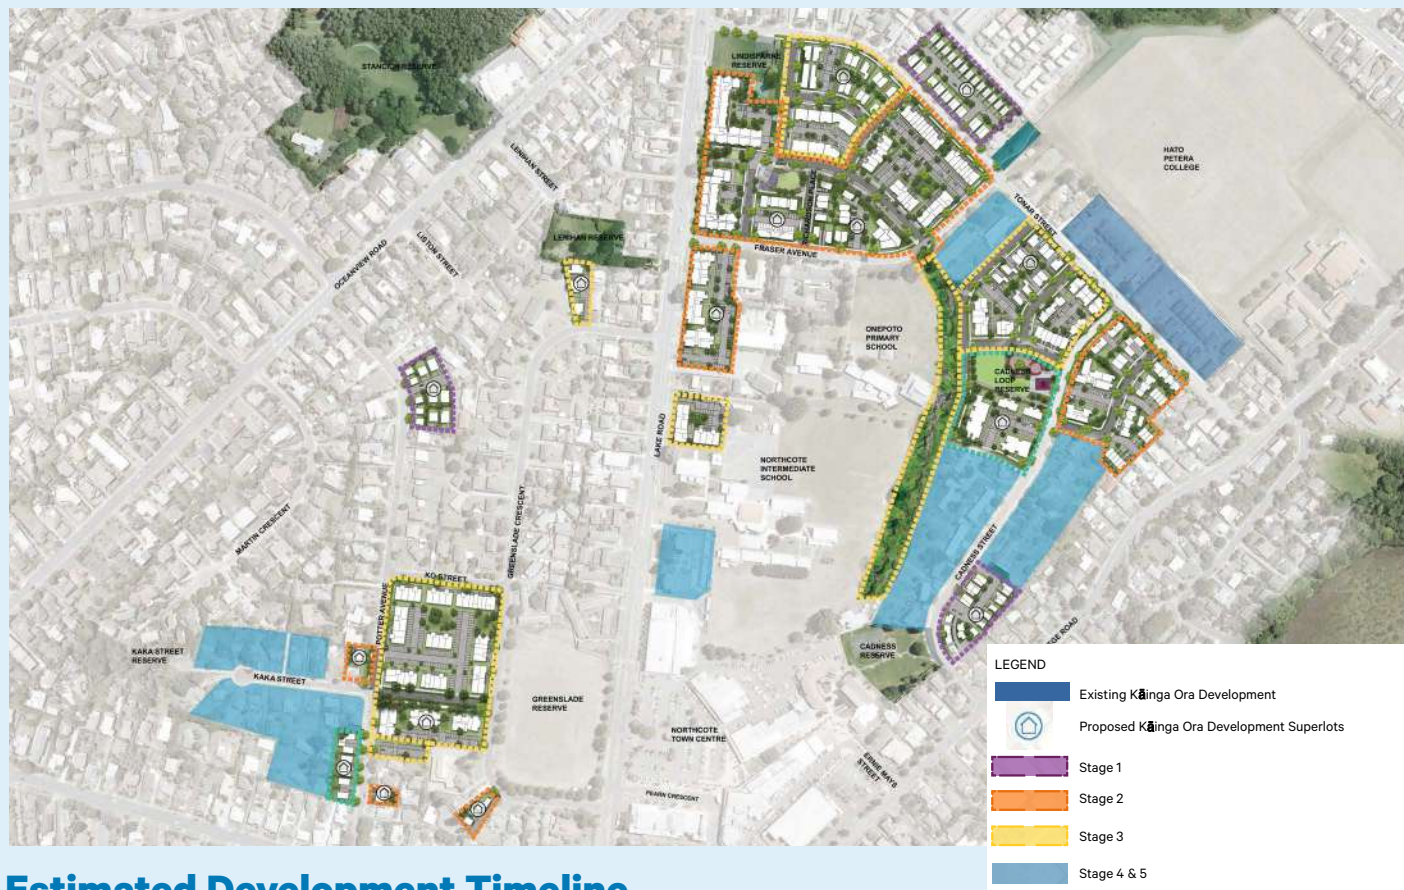 STANCICH RESERVE
LINDISFARNE
RESERVE
HATO
PETERA
COLLEGE
LENIHAN STREET
TONAR STREET
RICHARDSON PLACE
LISTON STREET
LENIHAN RESERVE
OCEANVIEW ROAD
FRASER AVENUE
ONEPOTO
PRIMARY
SCHOOL
CADNESS
LOOP
RESERVE
LAKE ROAD
NORTHCOTE
INTERMEDIATE
SCHOOL
MARTIN CRESCENT
GREENSLADE CRESCENT
CADNESS STREET
KO STREET
POTTER AVENUE
KAKA STREET
RESERVE
KAKA STREET
CADNESS
RESERVE
GREENSLADE
RESERVE
NORTHCOTE
TOWN CENTRE
ERNIE MAYS
STREET
PEARN CRESCENT
LEGEND
Existing Kāinga Ora Development
Proposed Kāinga Ora Development Superlots
Stage 1
Stage 2
Stage 3
Stage 4 & 5
Estimated Development Timeline